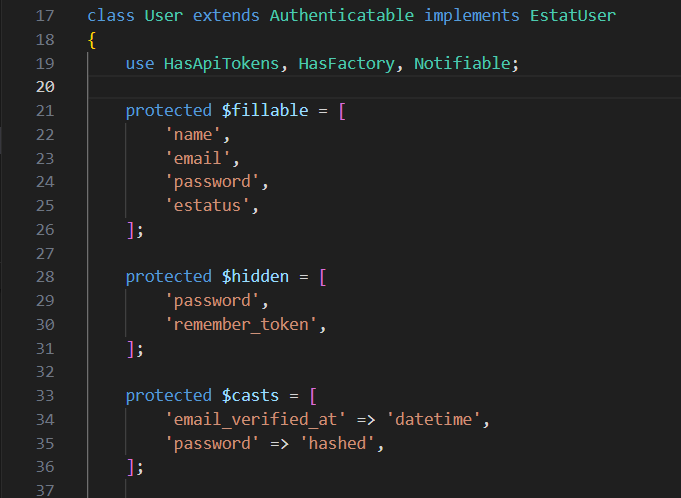 17 class User extends Authenticatable implements EstatUser
18 {
19 use HasApiTokens, HasFactory, Notifiable;
20
21 protected $fillable = [
22 'name',
23 'email',
24 'password',
25 'estatus',
26 ];
27
28 protected $hidden = [
29 'password',
30 'remember_token',
31 ];
32
33 protected $casts = [
34 'email_verified_at' => 'datetime',
35 'password' => 'hashed',
36 ];
37